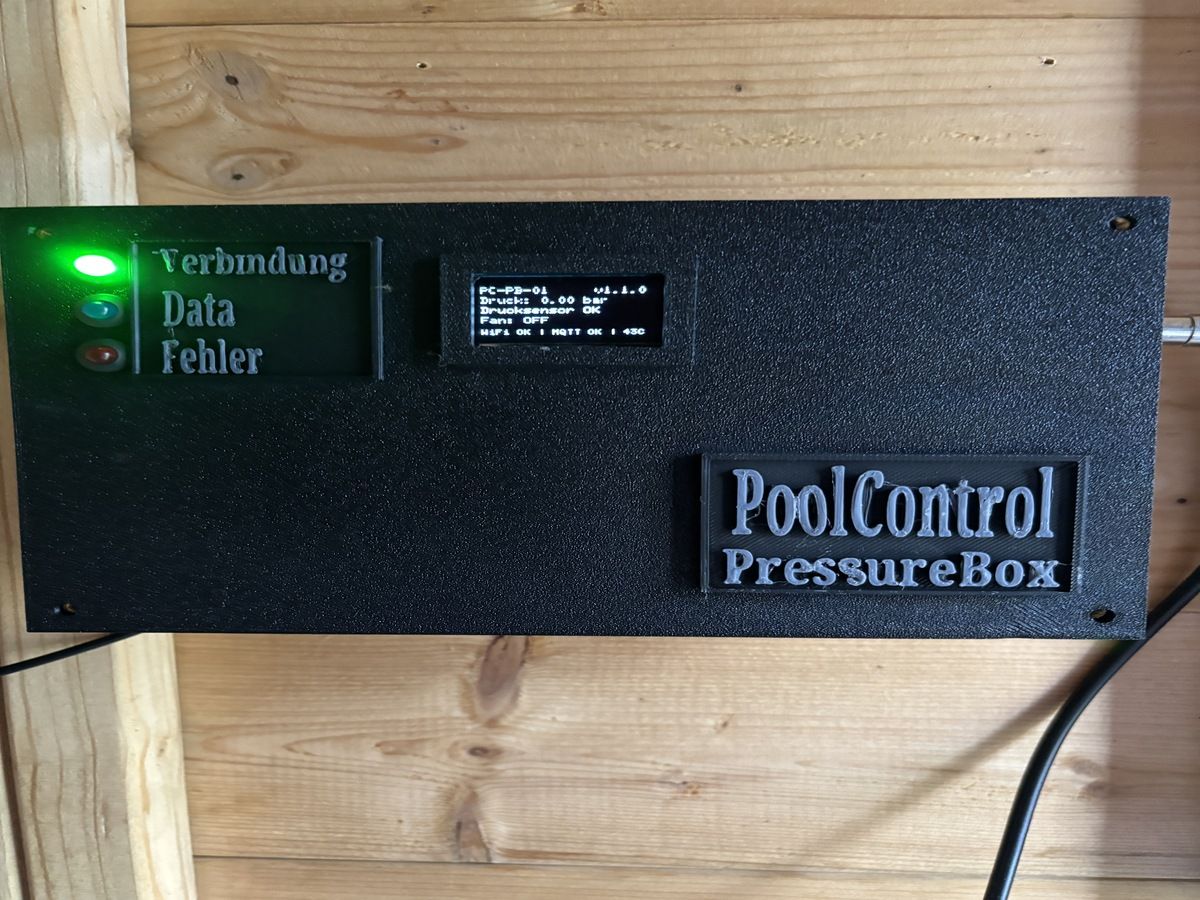 Verbindung
Data
Fehler
PC-PB-01 v1.1.0
Druck: 0.00 bar
Drucksensor OK
Fan: OFF
WiFi OK | MQTT OK | 43C
PoolControl
PressureBox